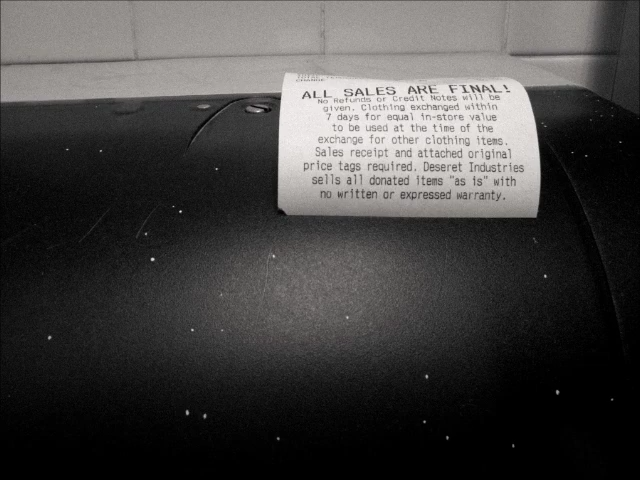 CHANGE
ALL SALES ARE FINAL!
No Refunds or Credit Notes will be
given. Clothing exchanged within
7 days for equal in-store value
to be used at the time of the
exchange for other clothing items.
Sales receipt and attached original
price tags required. Deseret Industries
sells all donated items "as is" with
no written or expressed warranty.